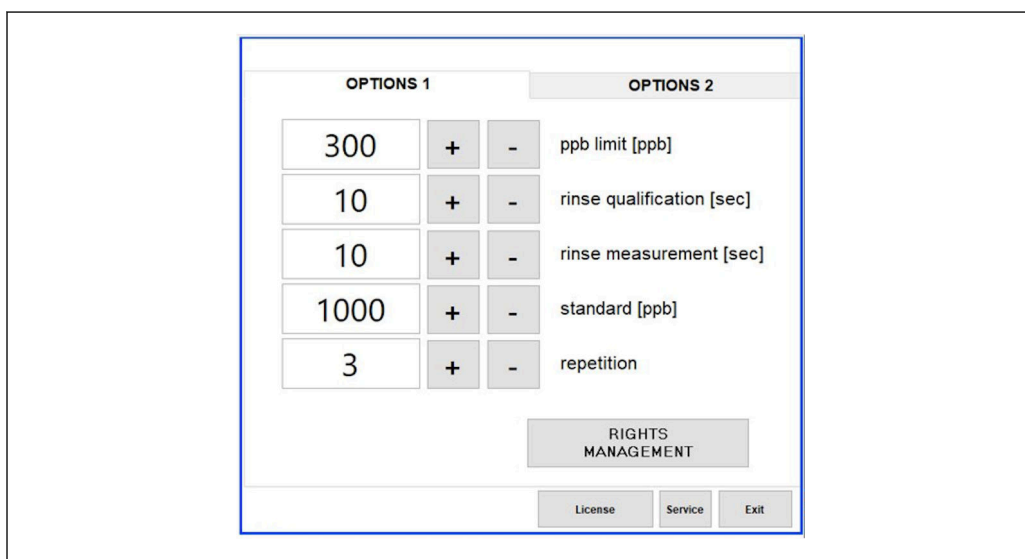 OPTIONS 1 OPTIONS 2
300 + - ppb limit [ppb]
10 + - rinse qualification [sec]
10 + - rinse measurement [sec]
1000 + - standard [ppb]
3 + - repetition
RIGHTS
MANAGEMENT
License Service Exit